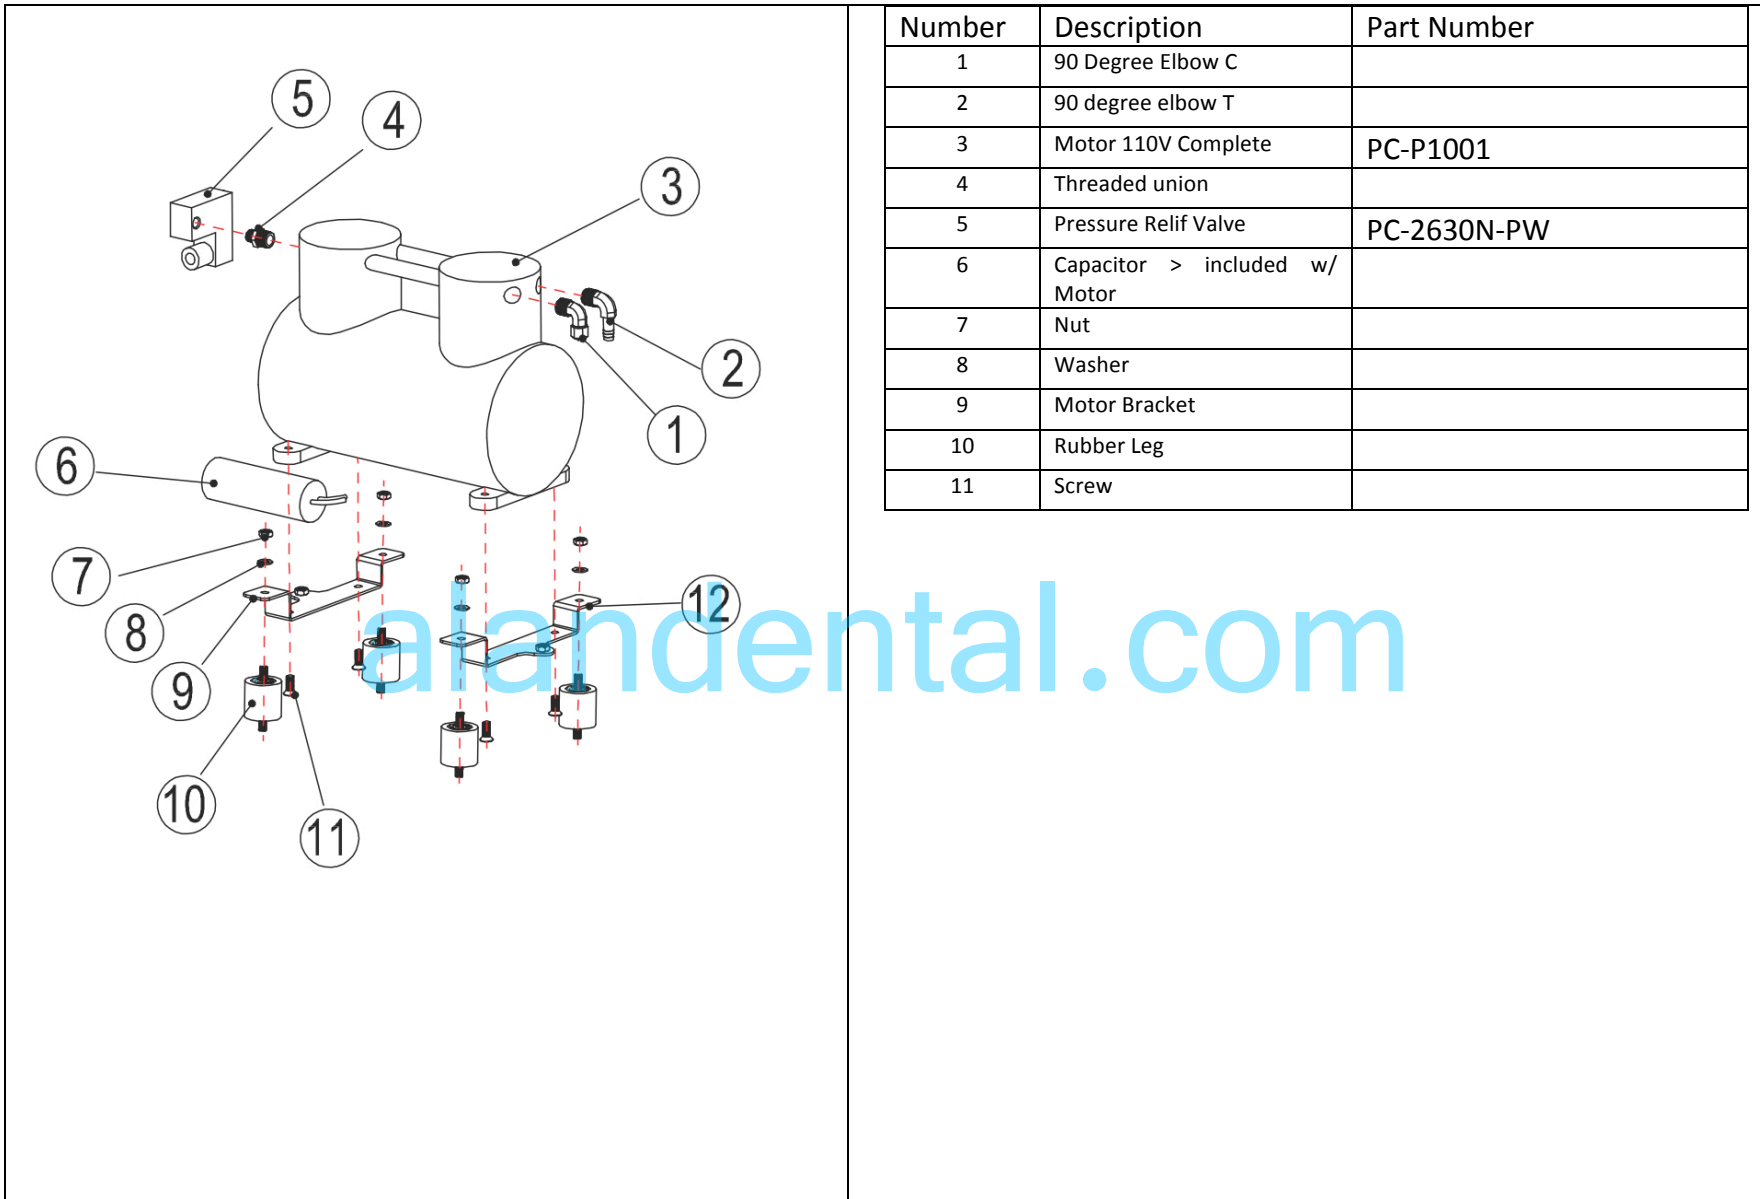 5
4
3
2
1
6
7
8
9
10
11
12
Number Description Part Number
1 90 Degree Elbow C
2 90 degree elbow T
3 Motor 110V Complete PC-P1001
4 Threaded union
5 Pressure Relif Valve PC-2630N-PW
6 Capacitor > included w/
Motor
7 Nut
8 Washer
9 Motor Bracket
10 Rubber Leg
11 Screw
alandental.com